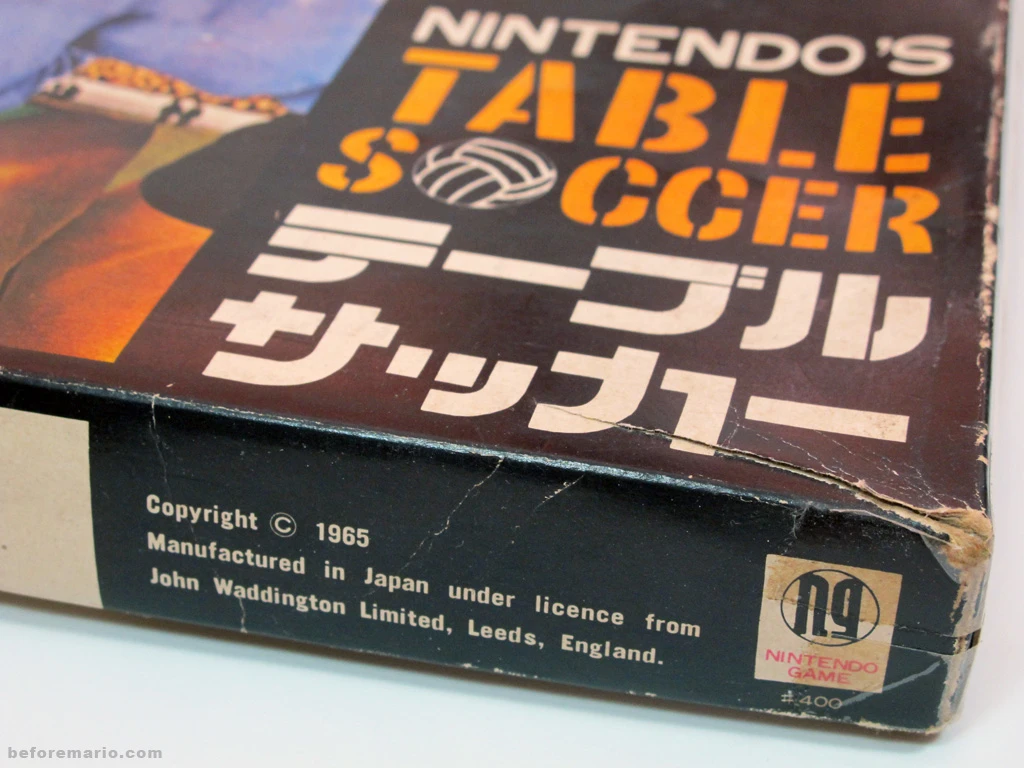 NINTENDO'S
TABLE
SOCCER
テーブル
サッカー
Copyright © 1965
Manufactured in Japan under licence from
John Waddington Limited, Leeds, England.
ng
NINTENDO
GAME
#400
beforemario.com